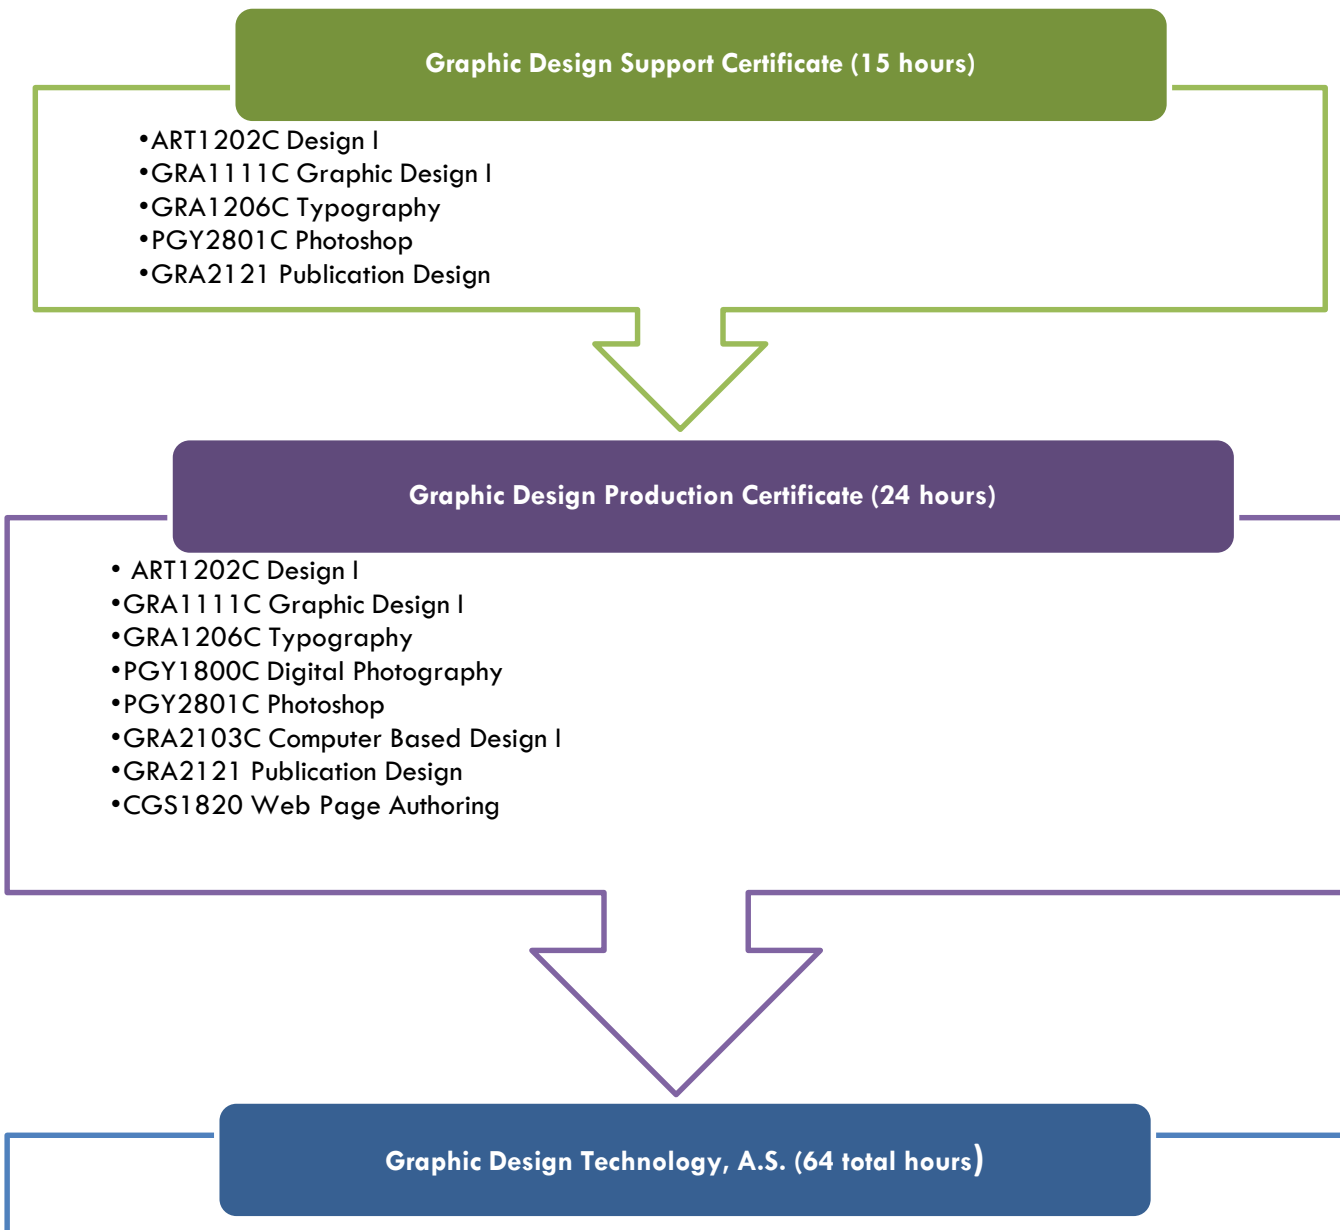 Graphic Design Support Certificate (15 hours)
•ART1202C Design I
•GRA1111C Graphic Design I
•GRA1206C Typography
•PGY2801C Photoshop
•GRA2121 Publication Design
Graphic Design Production Certificate (24 hours)
• ART1202C Design I
•GRA1111C Graphic Design I
•GRA1206C Typography
•PGY1800C Digital Photography
•PGY2801C Photoshop
•GRA2103C Computer Based Design I
•GRA2121 Publication Design
•CGS1820 Web Page Authoring
Graphic Design Technology, A.S. (64 total hours)